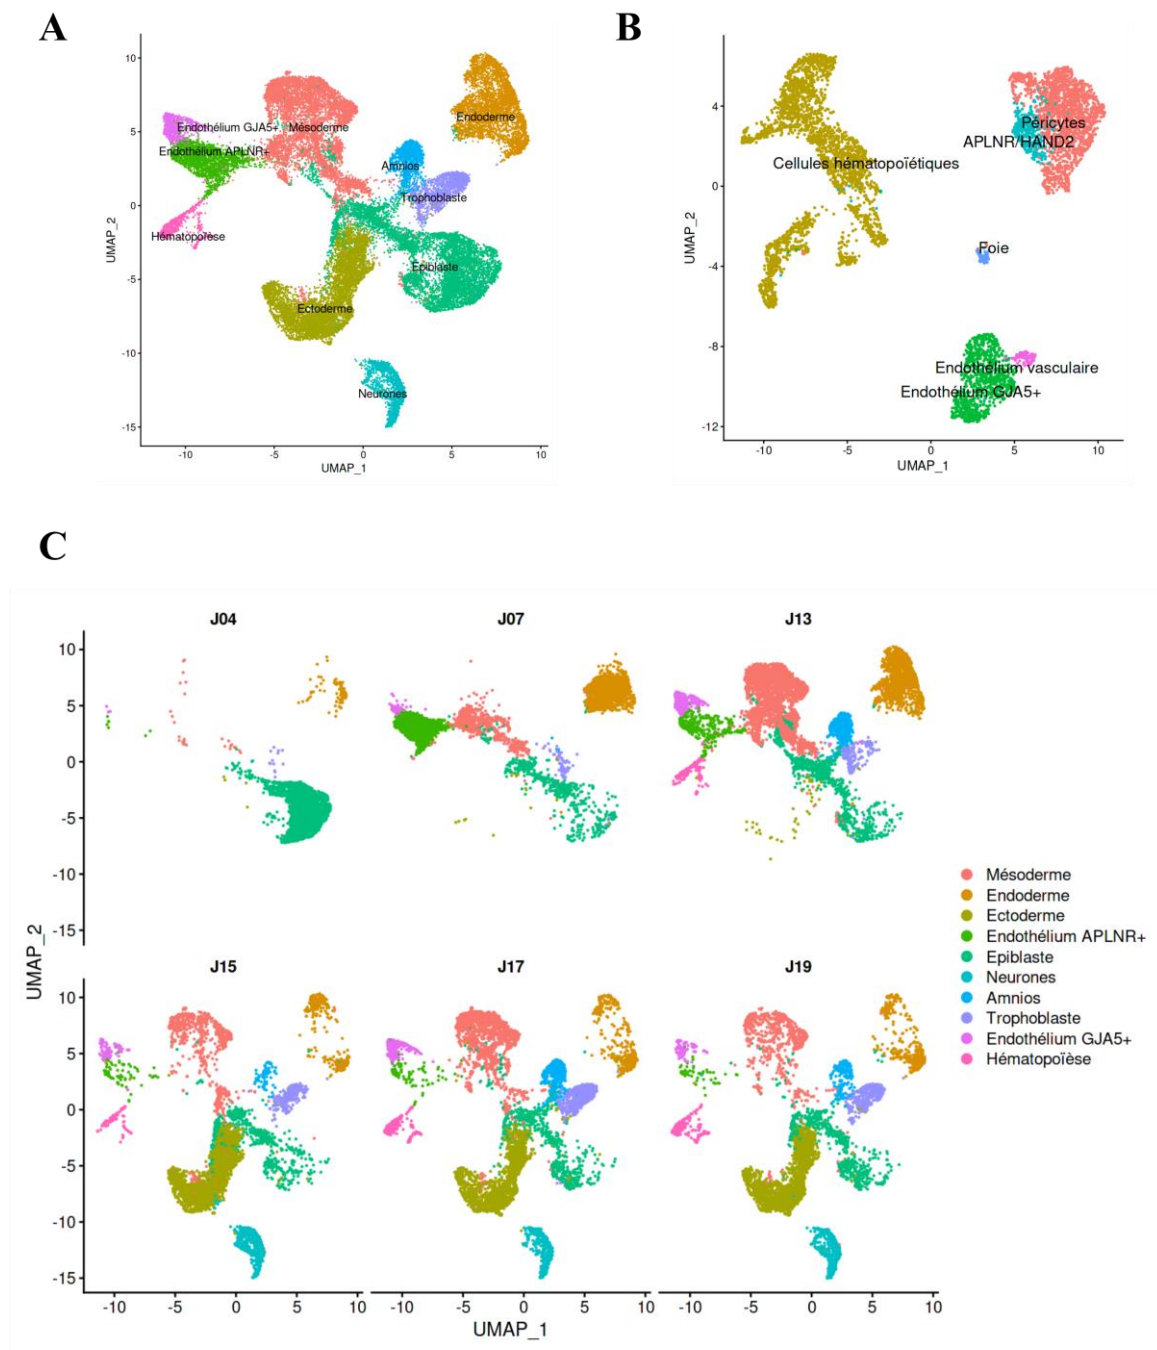 A
B
10
5
0
-5
-10
-15
UMAP_2
Endothélium GJA5+
Mésoderme
Endoderme
Endothélium APLNR+
Amnios
Trophoblaste
Hématopoïèse
Epiblaste
Ectoderme
Neurones
-10
-5
0
5
10
UMAP_1
4
0
-4
-8
-12
UMAP_2
Péricytes
APLNR/HAND2
Cellules hématopoïétiques
Foie
Endothélium vasculaire
Endothélium GJA5+
-10
-5
0
5
10
UMAP_1
C
J04
J07
J13
10
5
0
-5
-10
-15
UMAP_2
J15
J17
J19
10
5
0
-5
-10
-15
-10 -5 0 5 10
-10 -5 0 5 10
-10 -5 0 5 10
UMAP_1
Mésoderme
Endoderme
Ectoderme
Endothélium APLNR+
Epiblaste
Neurones
Amnios
Trophoblaste
Endothélium GJA5+
Hématopoïèse